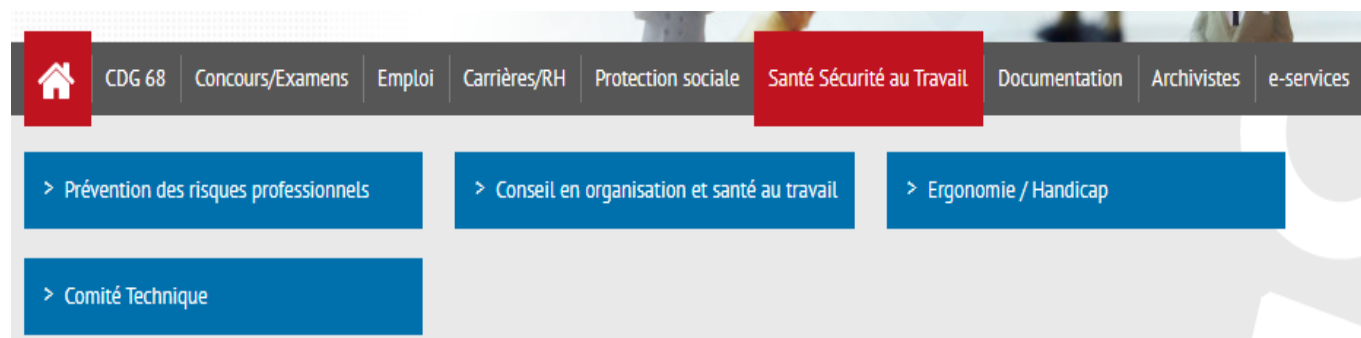 CDG 68 Concours/Examens Emploi Carrières/RH Protection sociale Santé Sécurité au Travail Documentation Archivistes e-services
> Prévention des risques professionnels > Conseil en organisation et santé au travail > Ergonomie / Handicap
> Comité Technique